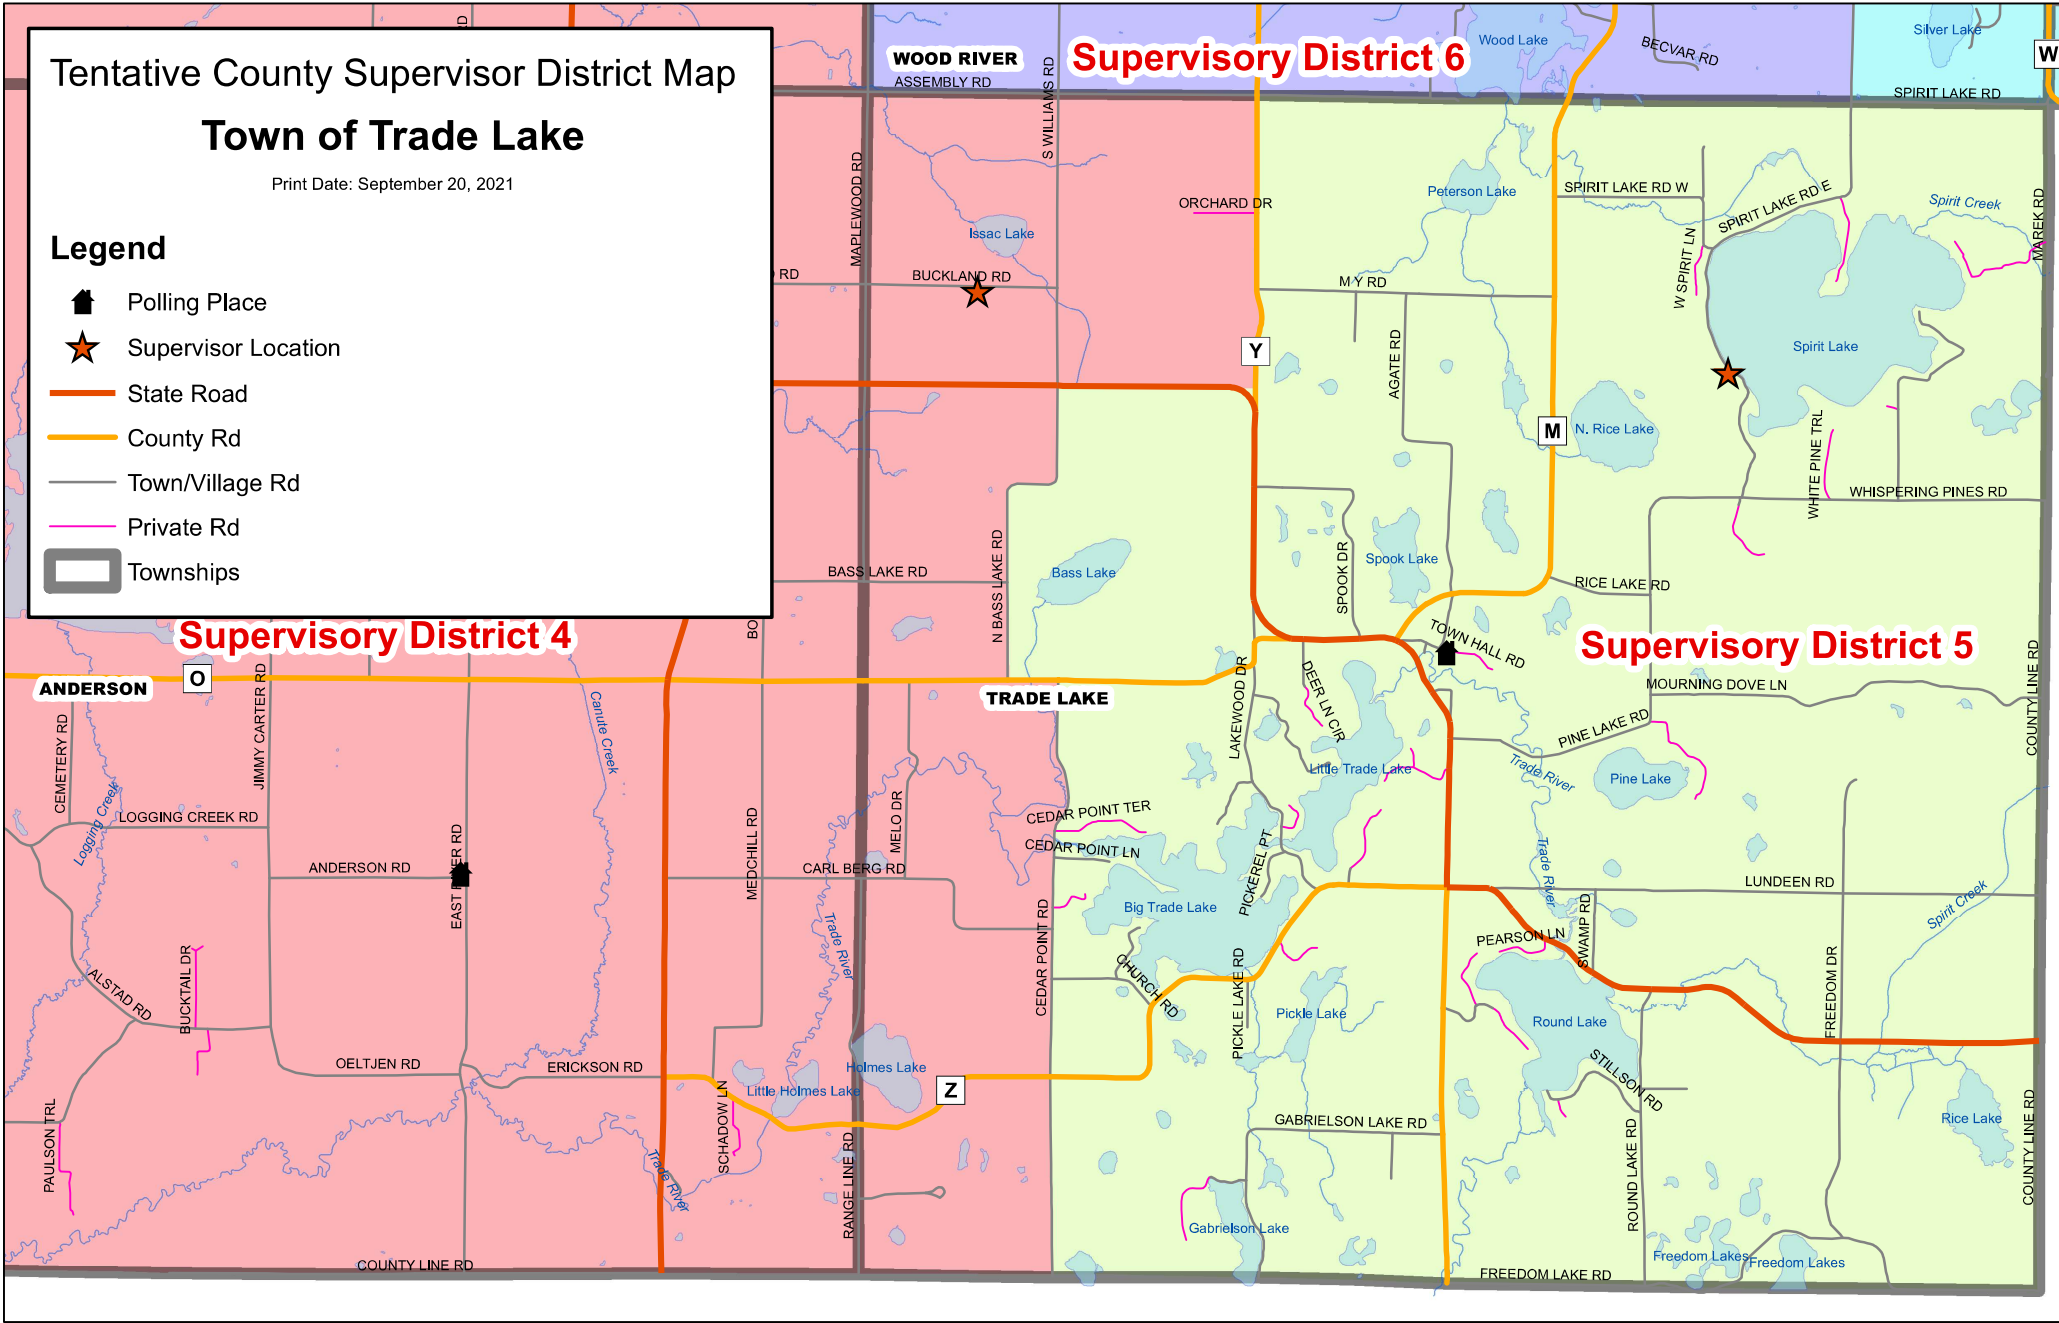 Tentative County Supervisor District Map
Town of Trade Lake
Print Date: September 20, 2021
Legend
Polling Place
Supervisor Location
State Road
County Rd
Town/Village Rd
Private Rd
Townships
WOOD RIVER
ASSEMBLY RD
Supervisory District 6
Wood Lake
BECVAR RD
Silver Lake
W
SPIRIT LAKE RD
S WILLIAMS RD
MAPLEWOOD RD
ORCHARD DR
Peterson Lake
SPIRIT LAKE RD W
SPIRIT LAKE RD E
Spirit Creek
MAREK RD
Issac Lake
RD
BUCKLAND RD
M Y RD
W SPIRIT LN
Y
AGATE RD
Spirit Lake
M
N. Rice Lake
WHITE PINE TRL
WHISPERING PINES RD
N BASS LAKE RD
BASS LAKE RD
Bass Lake
SPOOK DR
Spook Lake
RICE LAKE RD
Supervisory District 4
BO
TOWN HALL RD
Supervisory District 5
O
ANDERSON
TRADE LAKE
MOURNING DOVE LN
COUNTY LINE RD
CEMETERY RD
JIMMY CARTER RD
Canute Creek
LAKEWOOD DR
DEER LN CIR
PINE LAKE RD
Little Trade Lake
Trade River
Pine Lake
Logging Creek
LOGGING CREEK RD
MEDCHILL RD
MELO DR
CEDAR POINT TER
CEDAR POINT LN
PICKEREL PT
Trade River
ANDERSON RD
EAST RIVER RD
CARL BERG RD
LUNDEEN RD
Big Trade Lake
Trade River
CEDAR POINT RD
PEARSON LN
SWAMP RD
Spirit Creek
BUCKTAIL DR
ALSTAD RD
CHURCH RD
PICKLE LAKE RD
Pickle Lake
Round Lake
FREEDOM DR
OELTJEN RD
ERICKSON RD
Holmes Lake
Little Holmes Lake
Z
STILLSON RD
PAULSON TRL
SCHADOW LN
GABRIELSON LAKE RD
Rice Lake
Trade River
RANGE LINE RD
ROUND LAKE RD
COUNTY LINE RD
Gabrielson Lake
Freedom Lakes
Freedom Lakes
COUNTY LINE RD
FREEDOM LAKE RD